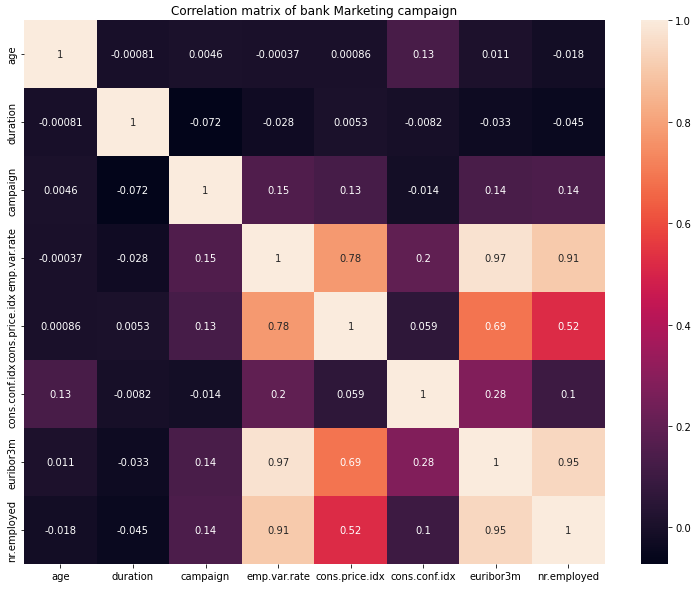 Correlation matrix of bank Marketing campaign
age 1 -0.00081 0.0046 -0.00037 0.00086 0.13 0.011 -0.018
duration -0.00081 1 -0.072 -0.028 0.0053 -0.0082 -0.033 -0.045
campaign 0.0046 -0.072 1 0.15 0.13 -0.014 0.14 0.14
emp.var.rate -0.00037 -0.028 0.15 1 0.78 0.2 0.97 0.91
cons.price.idx 0.00086 0.0053 0.13 0.78 1 0.059 0.69 0.52
cons.conf.idx 0.13 -0.0082 -0.014 0.2 0.059 1 0.28 0.1
euribor3m 0.011 -0.033 0.14 0.97 0.69 0.28 1 0.95
nr.employed -0.018 -0.045 0.14 0.91 0.52 0.1 0.95 1
age duration campaign emp.var.rate cons.price.idx cons.conf.idx euribor3m nr.employed
1.0
0.8
0.6
0.4
0.2
0.0